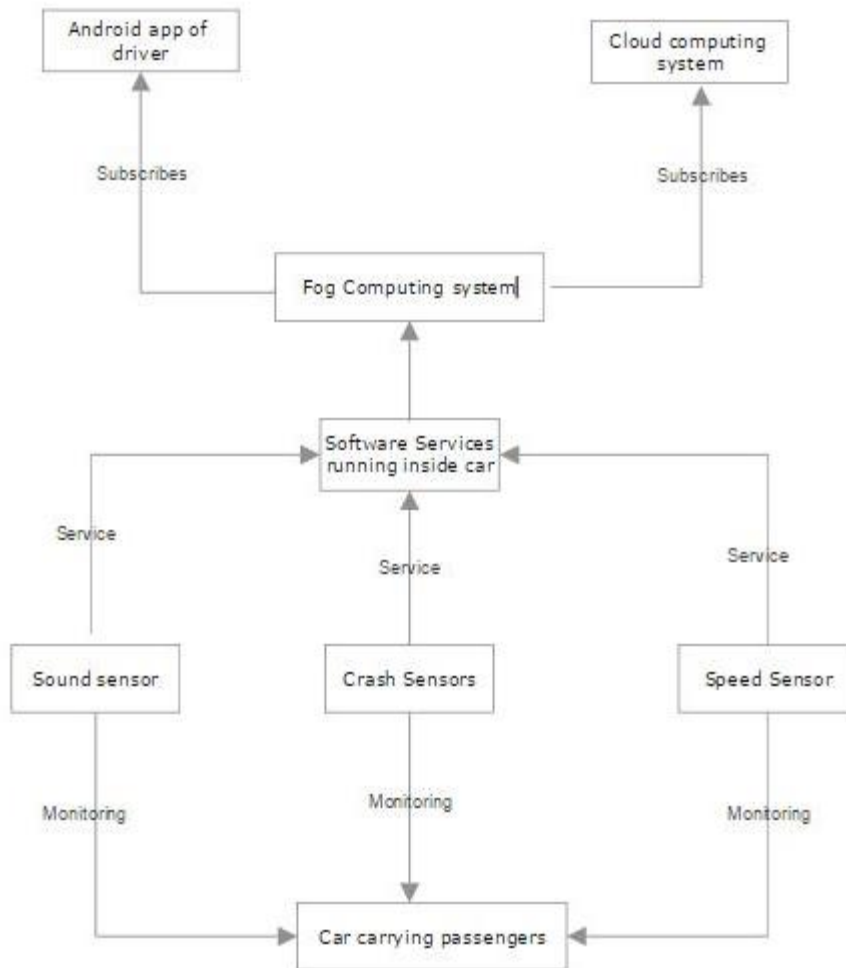 Android app of
driver
Cloud computing
system
Subscribes
Subscribes
Fog Computing system
Software Services
running inside car
Service
Service
Service
Sound sensor
Crash Sensors
Speed Sensor
Monitoring
Monitoring
Monitoring
Car carrying passengers